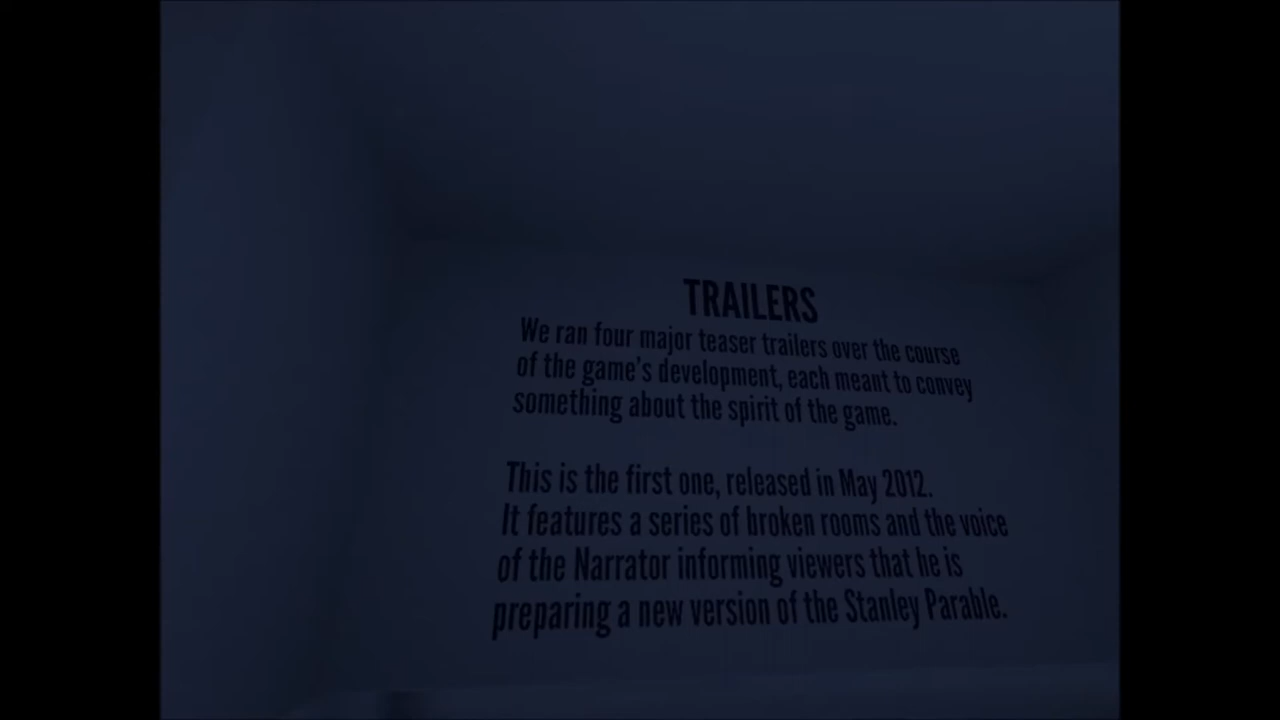 TRAILERS
We ran four major teaser trailers over the course
of the game's development, each meant to convey
something about the spirit of the game.
This is the first one, released in May 2012.
It features a series of broken rooms and the voice
of the Narrator informing viewers that he is
preparing a new version of the Stanley Parable.